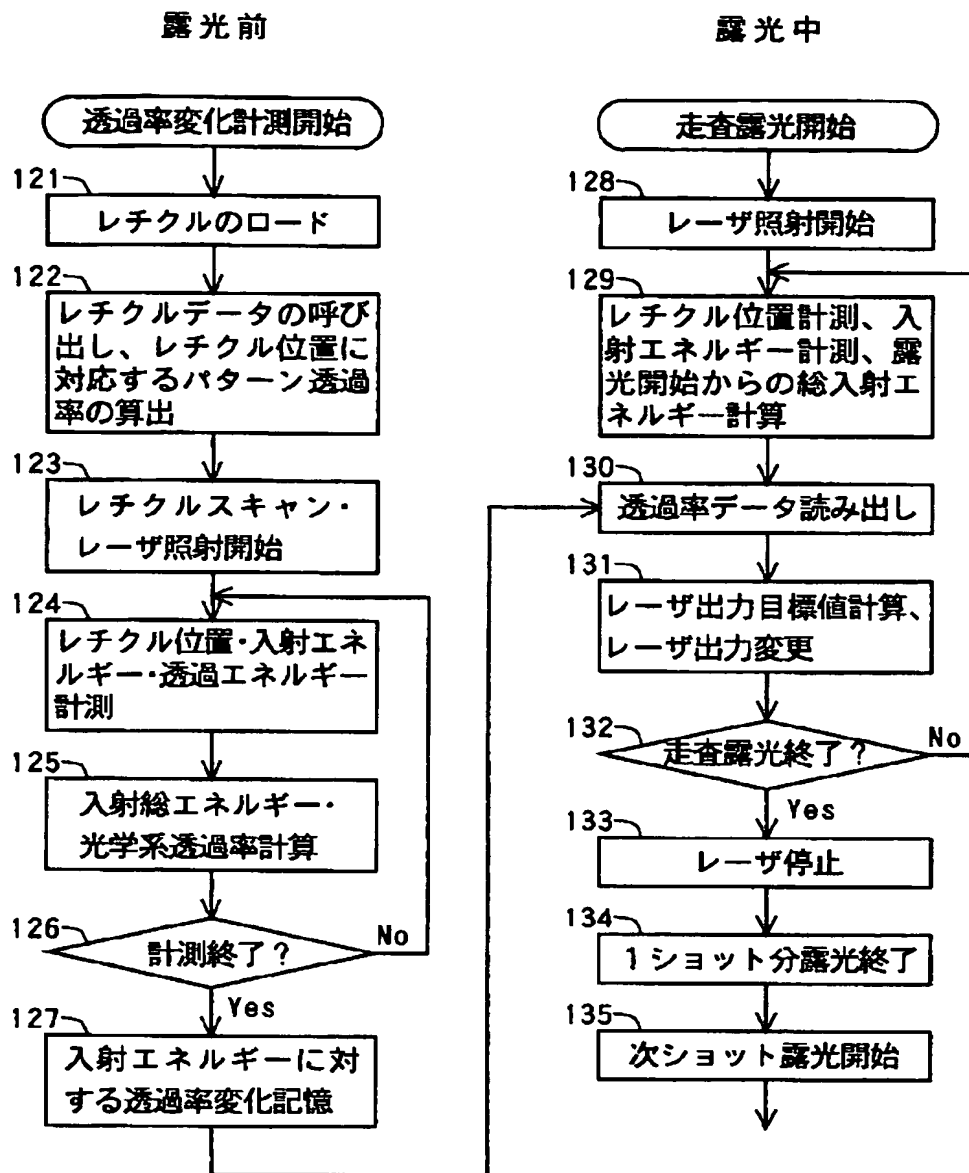 露光前
透過率変化計測開始
121
レチクルのロード
122
レチクルデータの呼び
出し、レチクル位置に
対応するパターン透過
率の算出
123
レチクルスキャン・
レーザ照射開始
124
レチクル位置・入射エネ
ルギー・透過エネルギー
計測
125
入射総エネルギー・
光学系透過率計算
126
計測終了?
No
Yes
127
入射エネルギーに対
する透過率変化記憶
露光中
走査露光開始
128
レーザ照射開始
129
レチクル位置計測、入
射エネルギー計測、露
光開始からの総入射エ
ネルギー計算
130
透過率データ読み出し
131
レーザ出力目標値計算、
レーザ出力変更
132
走査露光終了?
No
Yes
133
レーザ停止
134
1ショット分露光終了
135
次ショット露光開始